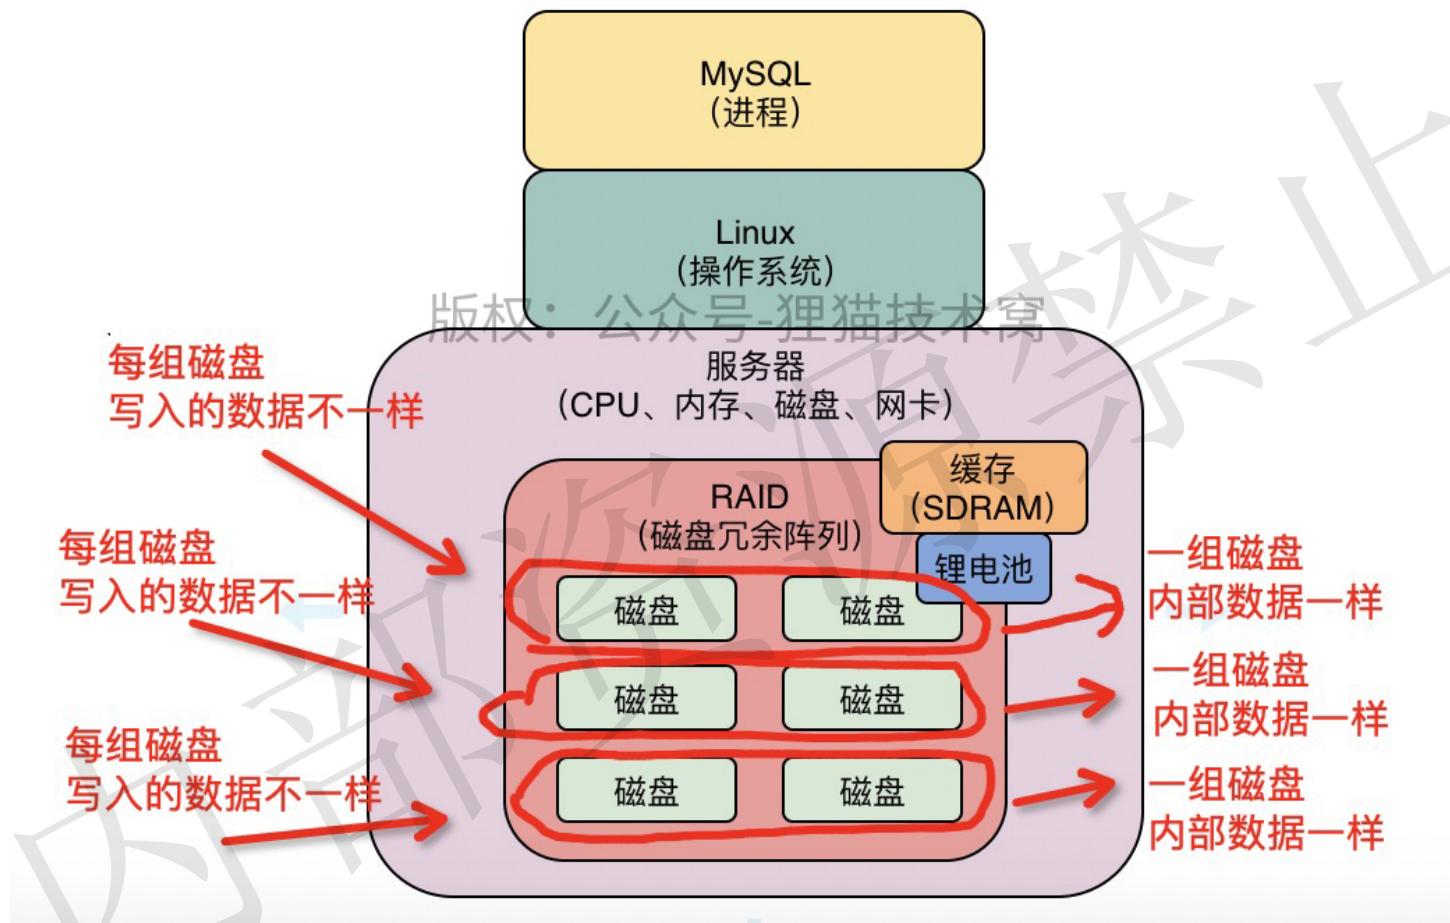 MySQL
（进程）
Linux
（操作系统）
版权：公众号-狸猫技术窝
服务器
（CPU、内存、磁盘、网卡）
每组磁盘
写入的数据不一样
缓存
（SDRAM）
RAID
（磁盘冗余阵列）
锂电池
每组磁盘
写入的数据不一样
磁盘 磁盘
一组磁盘
内部数据一样
磁盘 磁盘
一组磁盘
内部数据一样
每组磁盘
写入的数据不一样
磁盘 磁盘
一组磁盘
内部数据一样
内部资源禁止